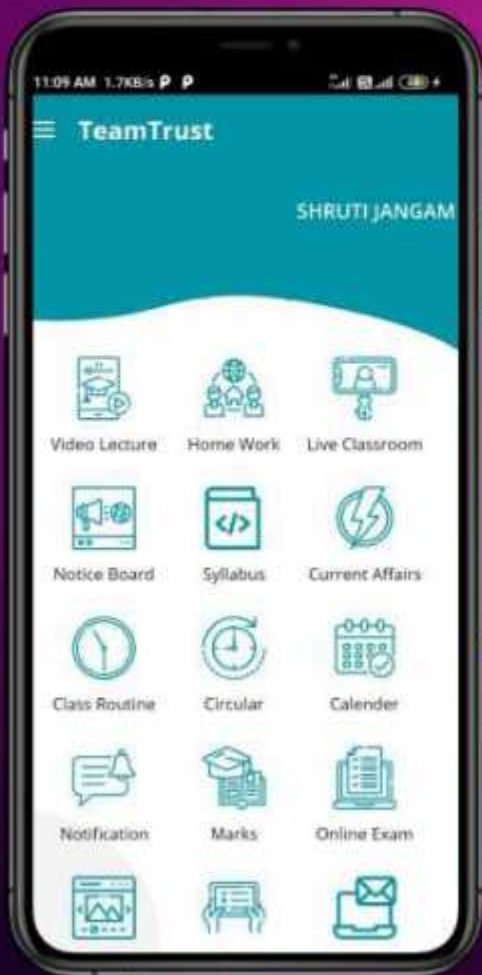 11:09 AM 1.7KB/s P P
TeamTrust
SHRUTI JANGAM
Video Lecture Home Work Live Classroom
Notice Board Syllabus Current Affairs
Class Routine Circular Calender
Notification Marks Online Exam